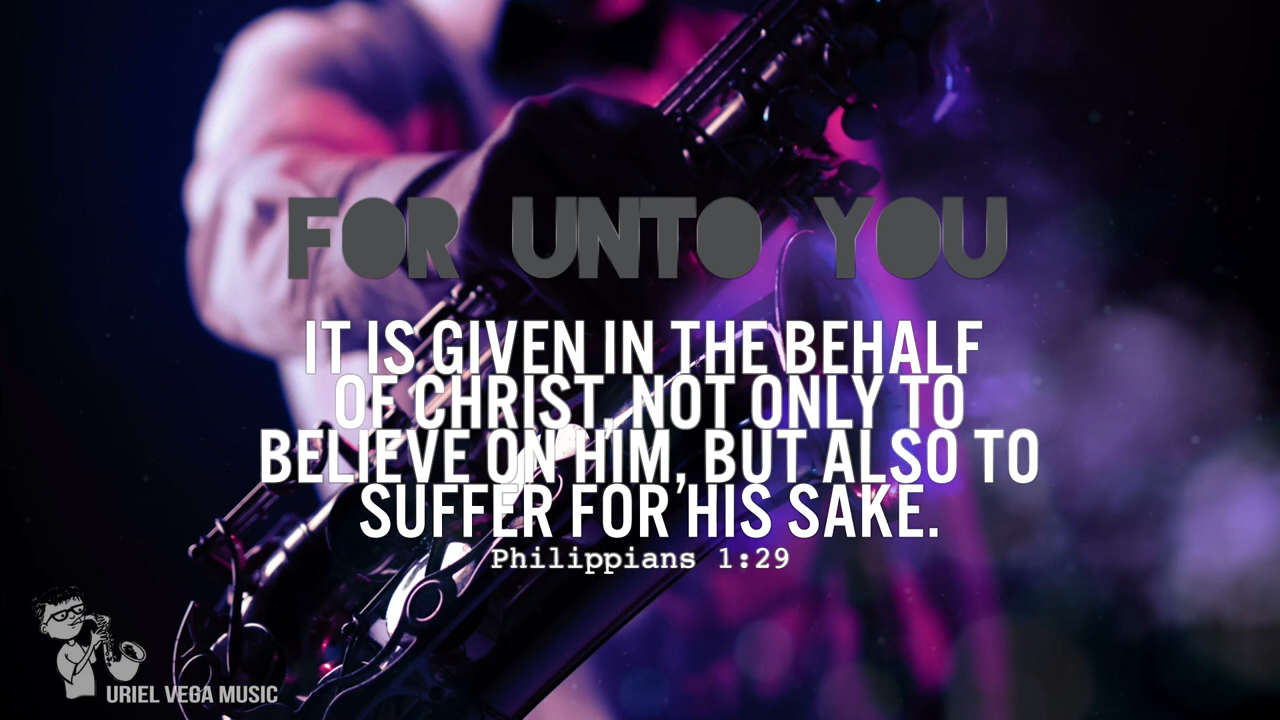 FOR UNTO YOU
IT IS GIVEN IN THE BEHALF
OF CHRIST, NOT ONLY TO
BELIEVE ON HIM, BUT ALSO TO
SUFFER FOR HIS SAKE.
Philippians 1:29
URIEL VEGA MUSIC